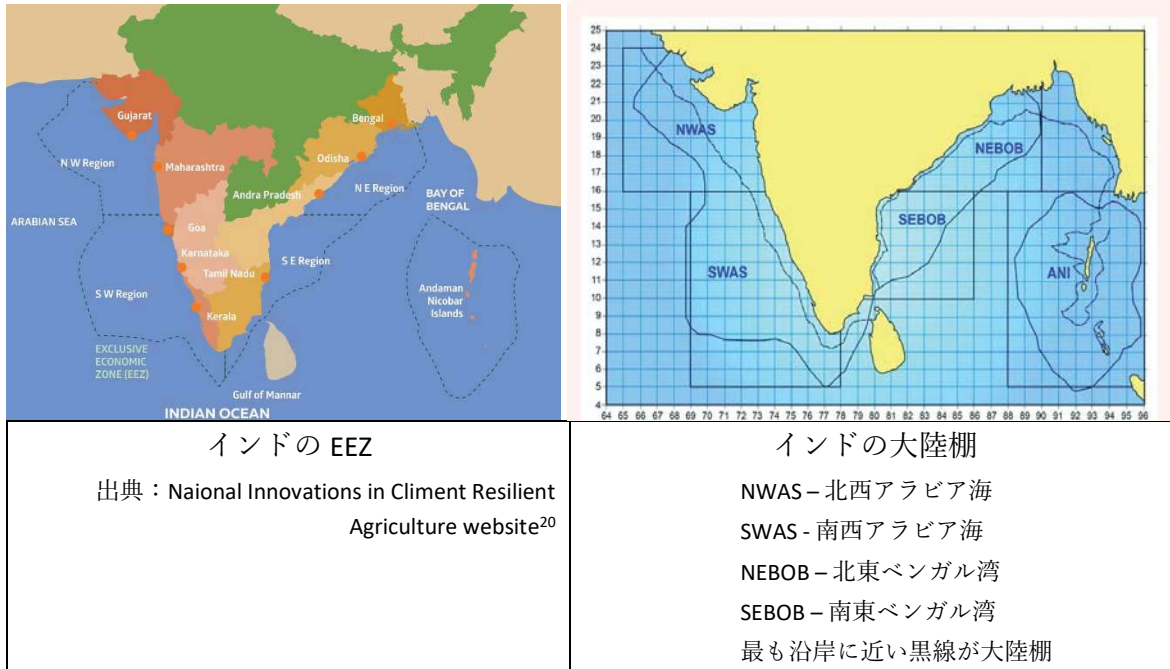 Gujarat
Bengal
N W Region
Maharashtra
Odisha
N E Region
Andra Pradesh
BAY OF
BENGAL
ARABIAN SEA
Goa
Karnataka
S E Region
Tamil Nadu
S W Region
Andaman
Nicobar
Islands
Kerala
EXCLUSIVE
ECONOMIC
ZONE (EEZ)
Gulf of Mannar
INDIAN OCEAN
25
24
23
22
21
20
19
18
17
16
15
14
13
12
11
10
9
8
7
6
5
4
NWAS
NEBOB
SEBOB
SWAS
ANI
64 65 66 67 68 69 70 71 72 73 74 75 76 77 78 79 80 81 82 83 84 85 86 87 88 89 90 91 92 93 94 95 96
インドの EEZ
出典：Naional Innovations in Climent Resilient
Agriculture website20
インドの大陸棚
NWAS – 北西アラビア海
SWAS - 南西アラビア海
NEBOB – 北東ベンガル湾
SEBOB – 南東ベンガル湾
最も沿岸に近い黒線が大陸棚